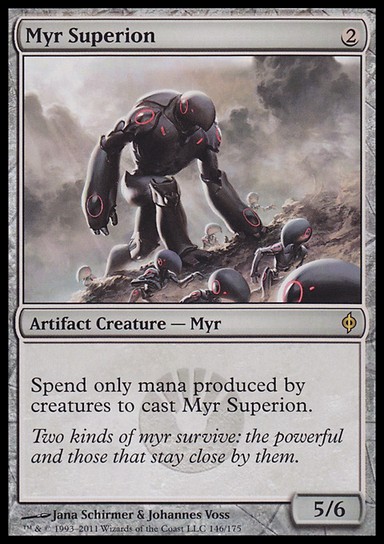 Myr Superion 2
Artifact Creature — Myr
Spend only mana produced by
creatures to cast Myr Superion.
Two kinds of myr survive: the powerful
and those that stay close by them.
Jana Schirmer & Johannes Voss
5/6
™ & © 1993–2011 Wizards of the Coast LLC 146/175